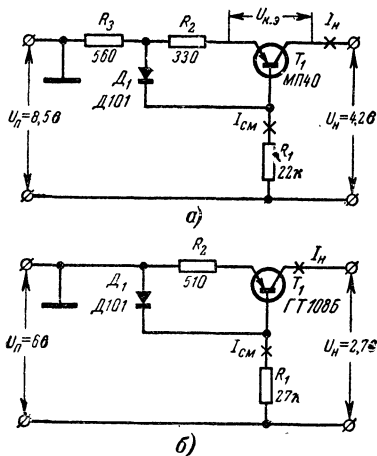 R₃
560
R₂
330
Uк.э
Iн
Д₁
Д101
T₁
МП40
Uп=8,5в
Iсм
R₁
22к
Uн=4,2в
а)
R₂
510
Iн
Д₁
Д101
T₁
ГТ108Б
Uп=6в
Iсм
R₁
27к
Uн=2,7в
б)